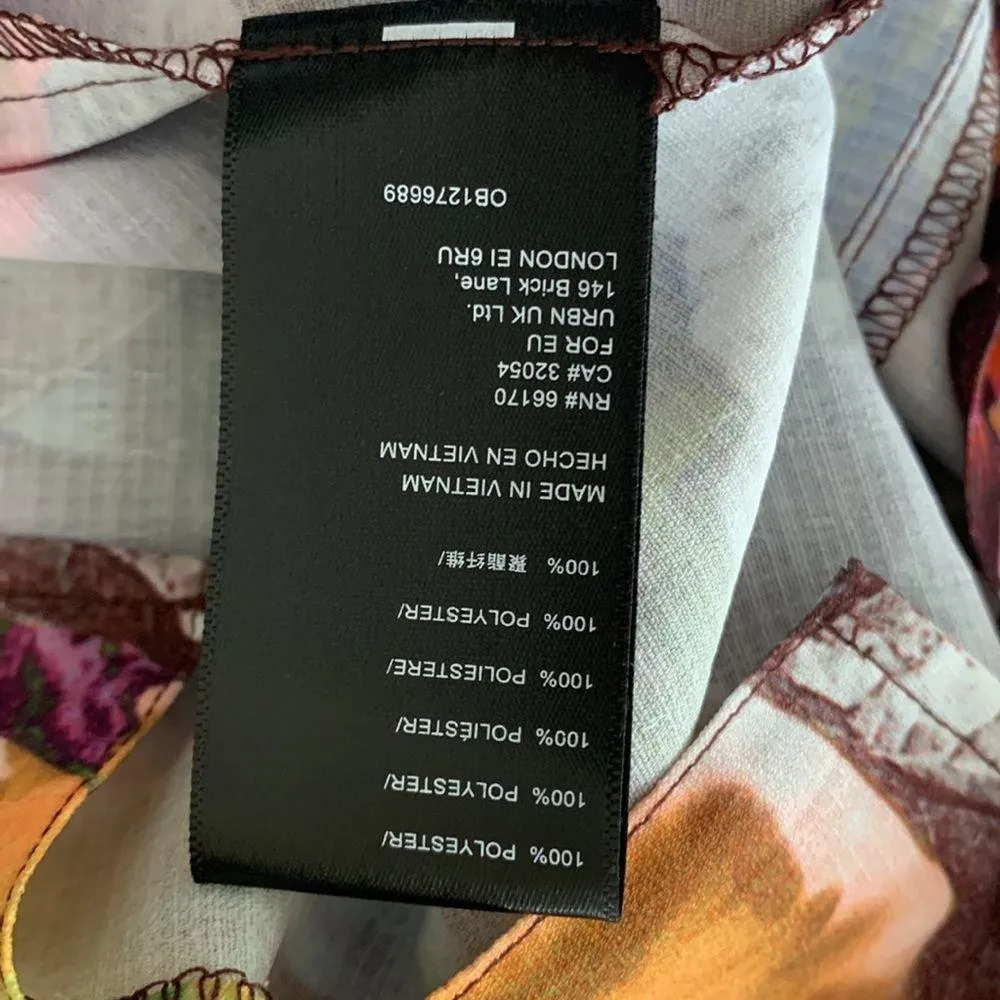 100% POLYESTER/
100% POLYESTER/
100% POLIÉSTER/
100% POLIESTERE/
100% POLYESTER/
100% 聚酯纤维/
MADE IN VIETNAM
HECHO EN VIETNAM
RN# 66170
CA# 32054
FOR EU
URBN UK Ltd.
146 Brick Lane,
LONDON EI 6RU
OB1276689